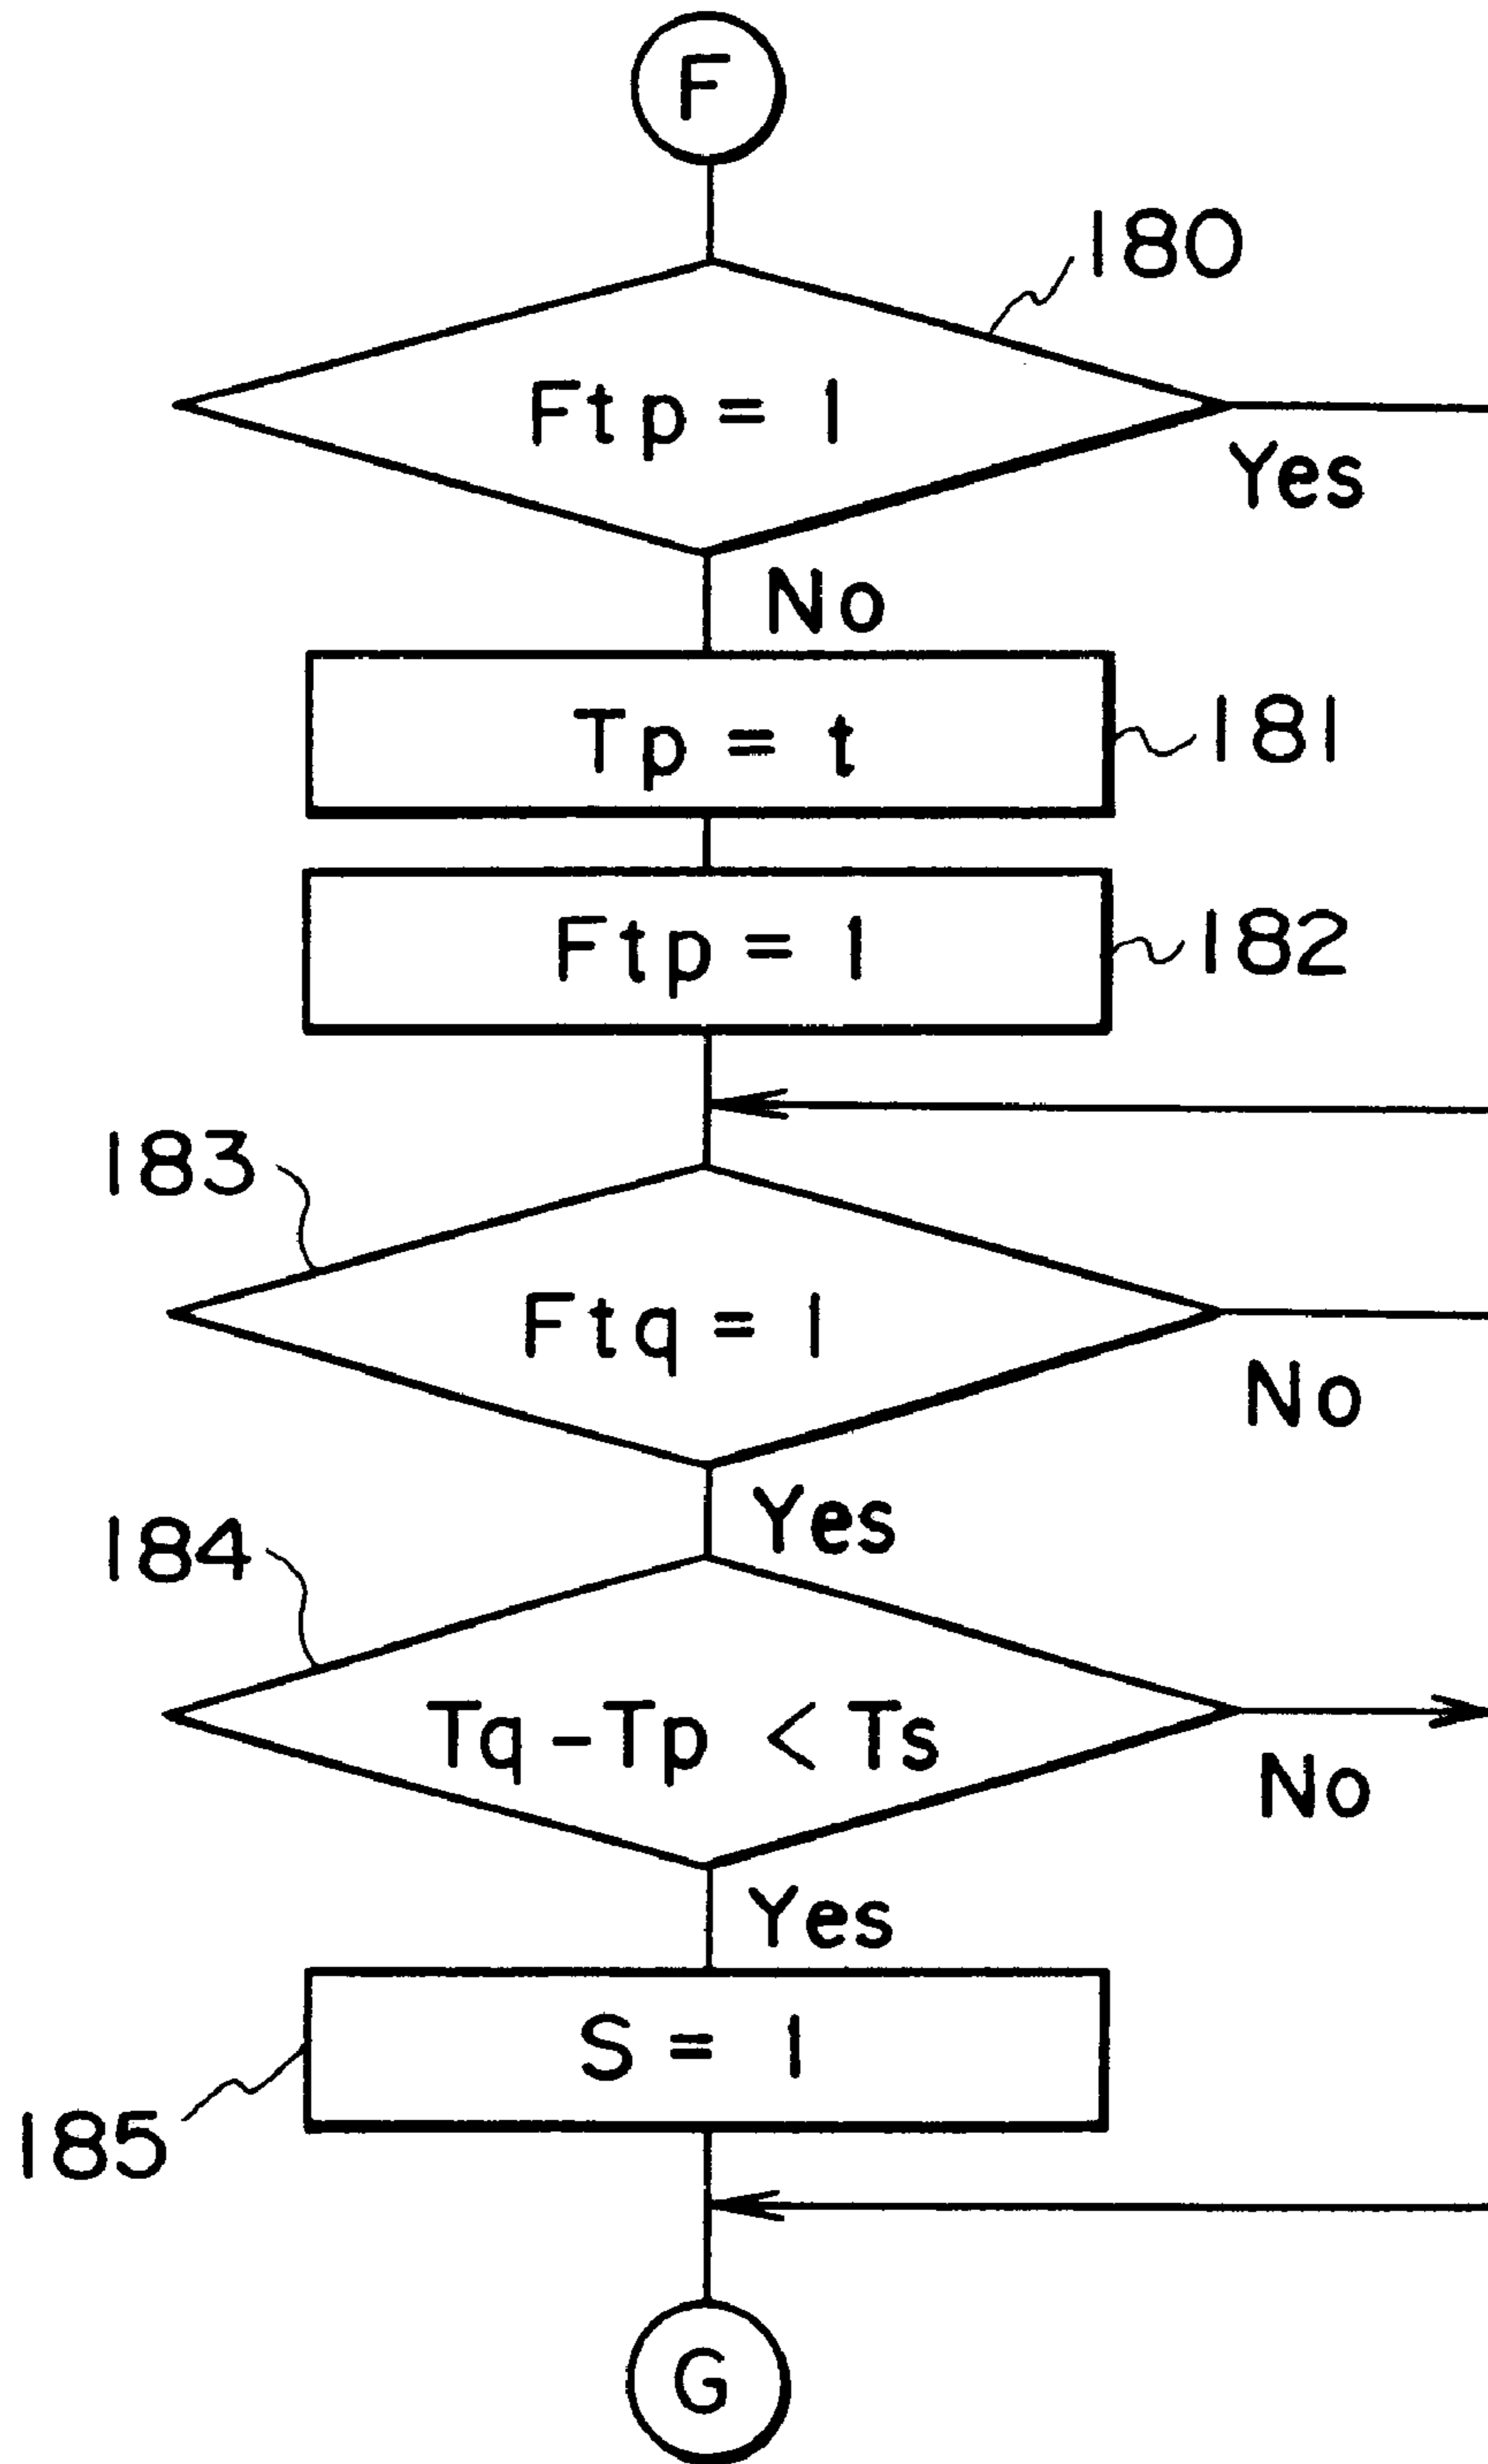 F
180
Ftp = 1
Yes
No
Tp = t
181
Ftp = 1
182
183
Ftq = 1
No
Yes
184
Tq - Tp < Ts
No
Yes
S = 1
185
G